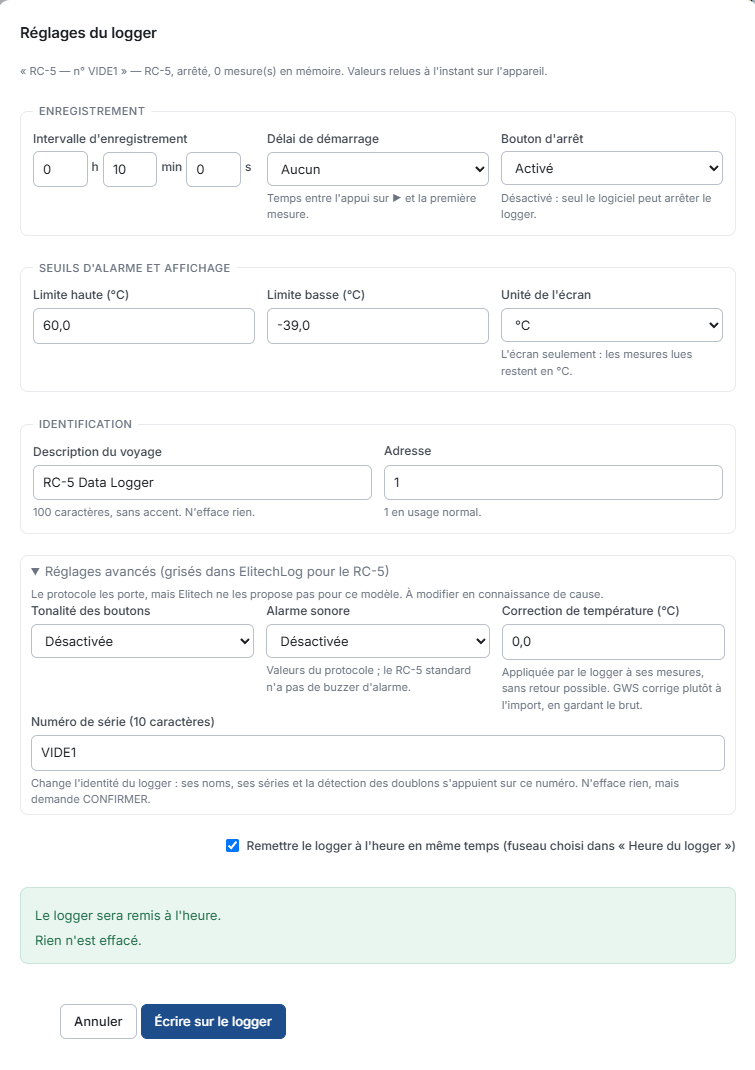 Réglages du logger
« RC-5 — n° VIDE1 » — RC-5, arrêté, 0 mesure(s) en mémoire. Valeurs relues à l'instant sur l'appareil.
ENREGISTREMENT
Intervalle d'enregistrement
0 h 10 min 0 s
Délai de démarrage
Aucun
Temps entre l'appui sur ▶ et la première
mesure.
Bouton d'arrêt
Activé
Désactivé : seul le logiciel peut arrêter le
logger.
SEUILS D'ALARME ET AFFICHAGE
Limite haute (°C)
60,0
Limite basse (°C)
-39,0
Unité de l'écran
°C
L'écran seulement : les mesures lues
restent en °C.
IDENTIFICATION
Description du voyage
RC-5 Data Logger
100 caractères, sans accent. N'efface rien.
Adresse
1
1 en usage normal.
▼ Réglages avancés (grisés dans ElitechLog pour le RC-5)
Le protocole les porte, mais Elitech ne les propose pas pour ce modèle. À modifier en connaissance de cause.
Tonalité des boutons
Désactivée
Alarme sonore
Désactivée
Valeurs du protocole ; le RC-5 standard
n'a pas de buzzer d'alarme.
Correction de température (°C)
0,0
Appliquée par le logger à ses mesures,
sans retour possible. GWS corrige plutôt à
l'import, en gardant le brut.
Numéro de série (10 caractères)
VIDE1
Change l'identité du logger : ses noms, ses séries et la détection des doublons s'appuient sur ce numéro. N'efface rien, mais
demande CONFIRMER.
Remettre le logger à l'heure en même temps (fuseau choisi dans « Heure du logger »)
Le logger sera remis à l'heure.
Rien n'est effacé.
Annuler
Écrire sur le logger